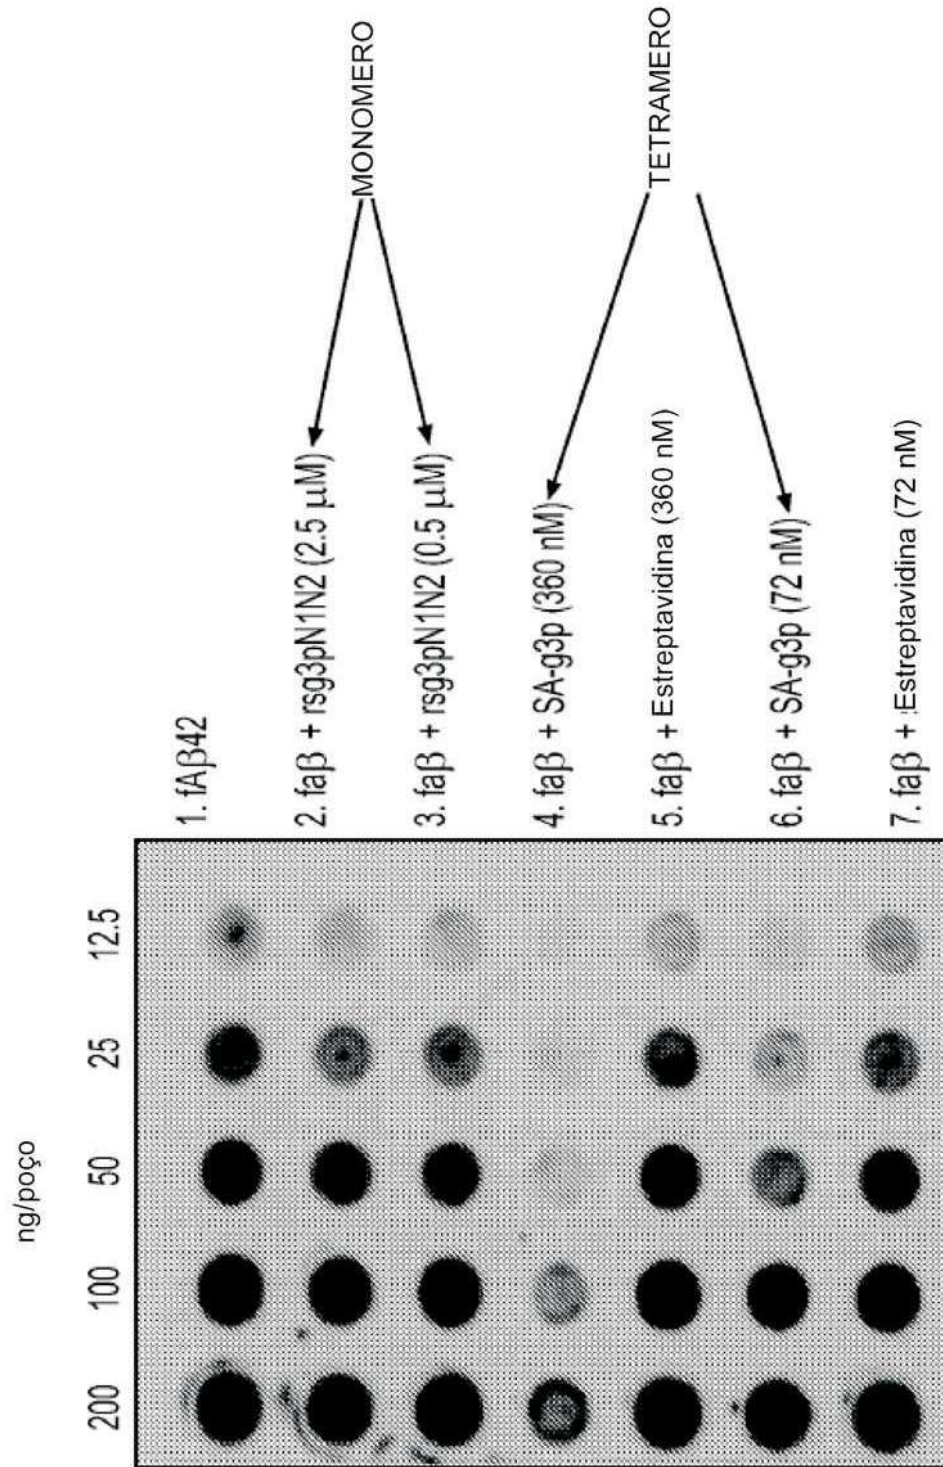 ng/poço
200 100 50 25 12.5
1. fAβ42
2. faβ + rsg3pN1N2 (2.5 μM)
3. faβ + rsg3pN1N2 (0.5 μM)
4. faβ + SA-g3p (360 nM)
5. faβ + Estreptavidina (360 nM)
6. faβ + SA-g3p (72 nM)
7. faβ + Estreptavidina (72 nM)
MONOMERO
TETRAMERO